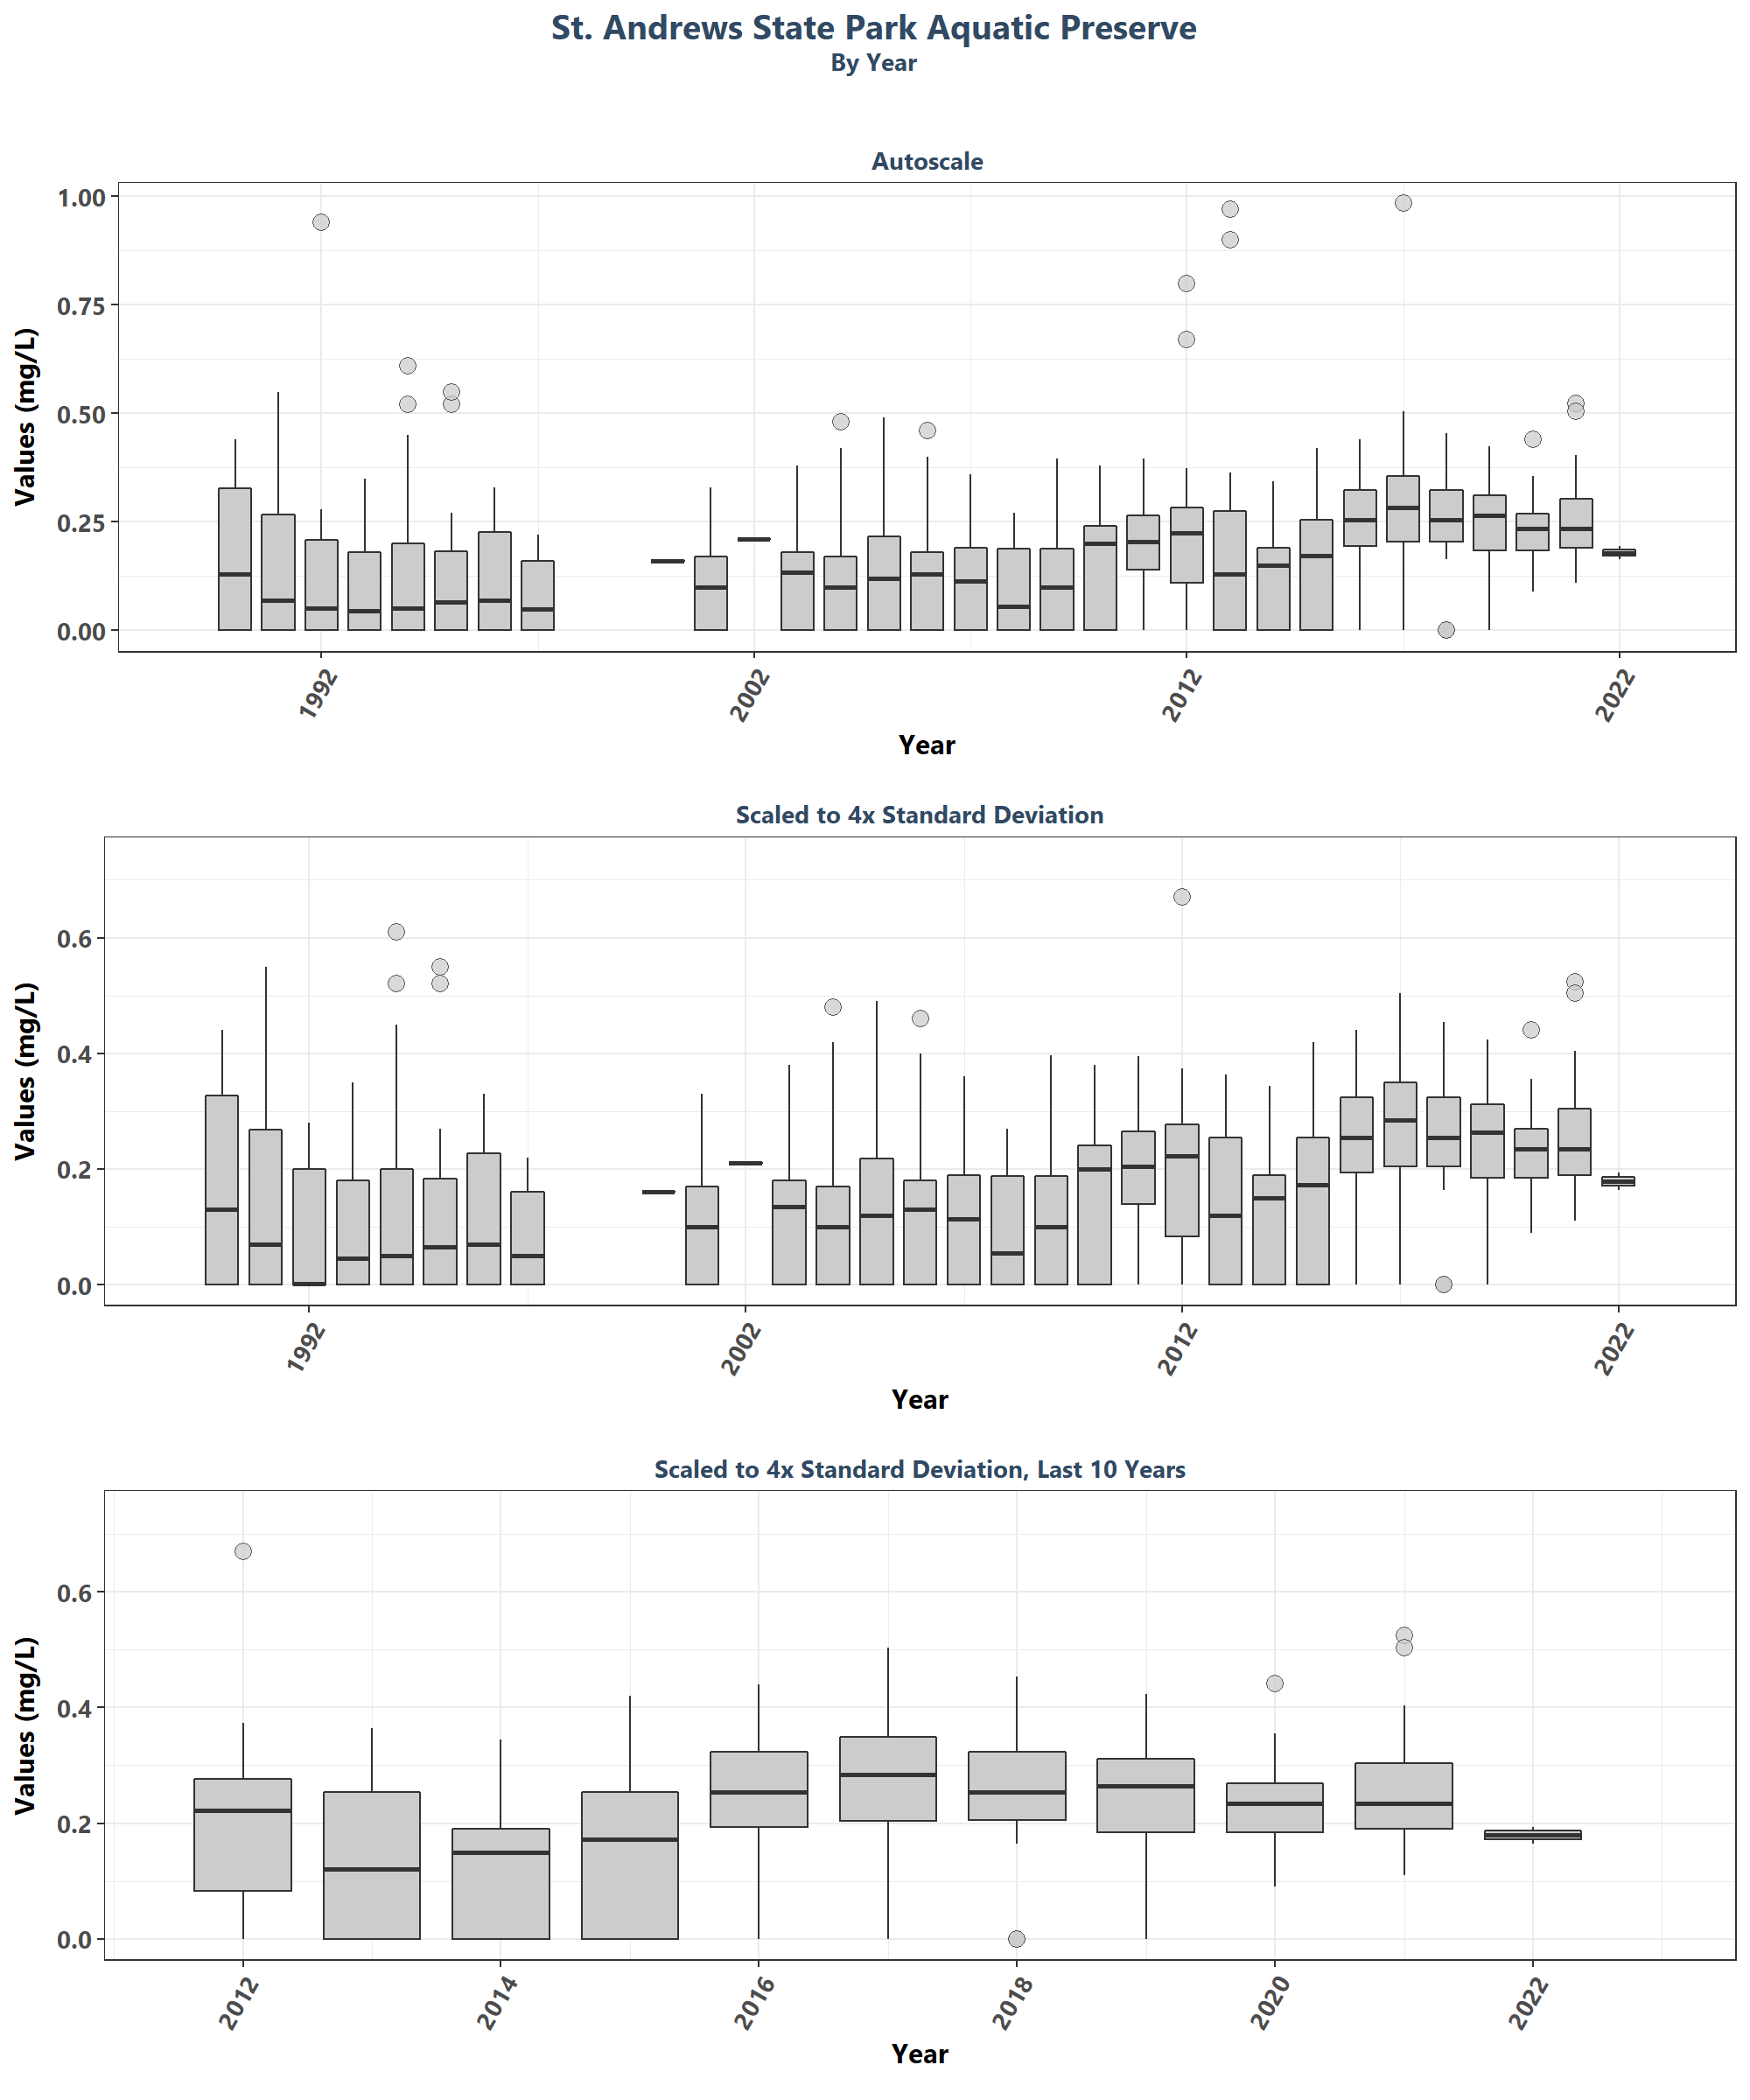 St. Andrews State Park Aquatic Preserve
By Year
Autoscale
Values (mg/L)
1.00
0.75
0.50
0.25
0.00
1992
2002
2012
2022
Year
Scaled to 4x Standard Deviation
Values (mg/L)
0.6
0.4
0.2
0.0
1992
2002
2012
2022
Year
Scaled to 4x Standard Deviation, Last 10 Years
Values (mg/L)
0.6
0.4
0.2
0.0
2012
2014
2016
2018
2020
2022
Year